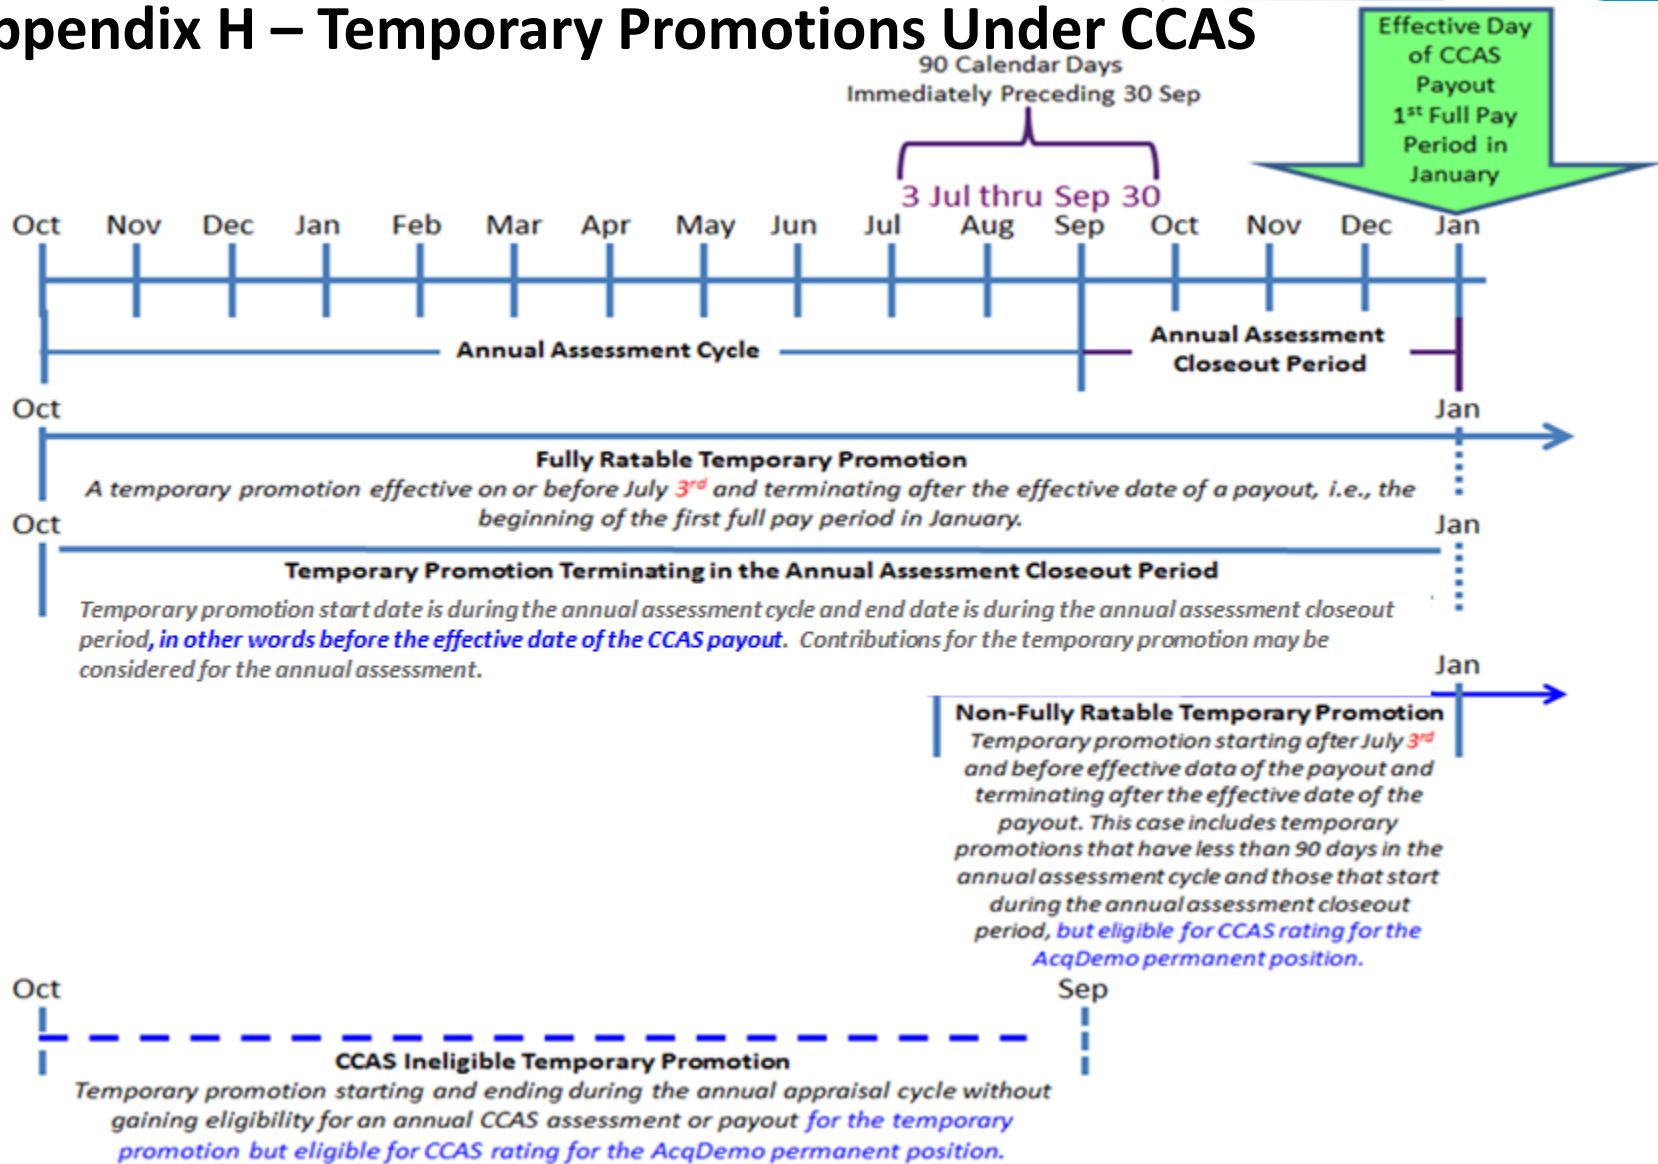 ppendix H – Temporary Promotions Under CCAS
90 Calendar Days
Immediately Preceding 30 Sep
3 Jul thru Sep 30
Effective Day
of CCAS
Payout
1st Full Pay
Period in
January
Oct Nov Dec Jan Feb Mar Apr May Jun Jul Aug Sep Oct Nov Dec Jan
Annual Assessment Cycle
Annual Assessment
Closeout Period
Oct Jan
Fully Ratable Temporary Promotion
A temporary promotion effective on or before July 3rd and terminating after the effective date of a payout, i.e., the
beginning of the first full pay period in January.
Oct Jan
Temporary Promotion Terminating in the Annual Assessment Closeout Period
Temporary promotion start date is during the annual assessment cycle and end date is during the annual assessment closeout
period, in other words before the effective date of the CCAS payout. Contributions for the temporary promotion may be
considered for the annual assessment.
Jan
Non-Fully Ratable Temporary Promotion
Temporary promotion starting after July 3rd
and before effective data of the payout and
terminating after the effective date of the
payout. This case includes temporary
promotions that have less than 90 days in the
annual assessment cycle and those that start
during the annual assessment closeout
period, but eligible for CCAS rating for the
AcqDemo permanent position.
Oct Sep
CCAS Ineligible Temporary Promotion
Temporary promotion starting and ending during the annual appraisal cycle without
gaining eligibility for an annual CCAS assessment or payout for the temporary
promotion but eligible for CCAS rating for the AcqDemo permanent position.